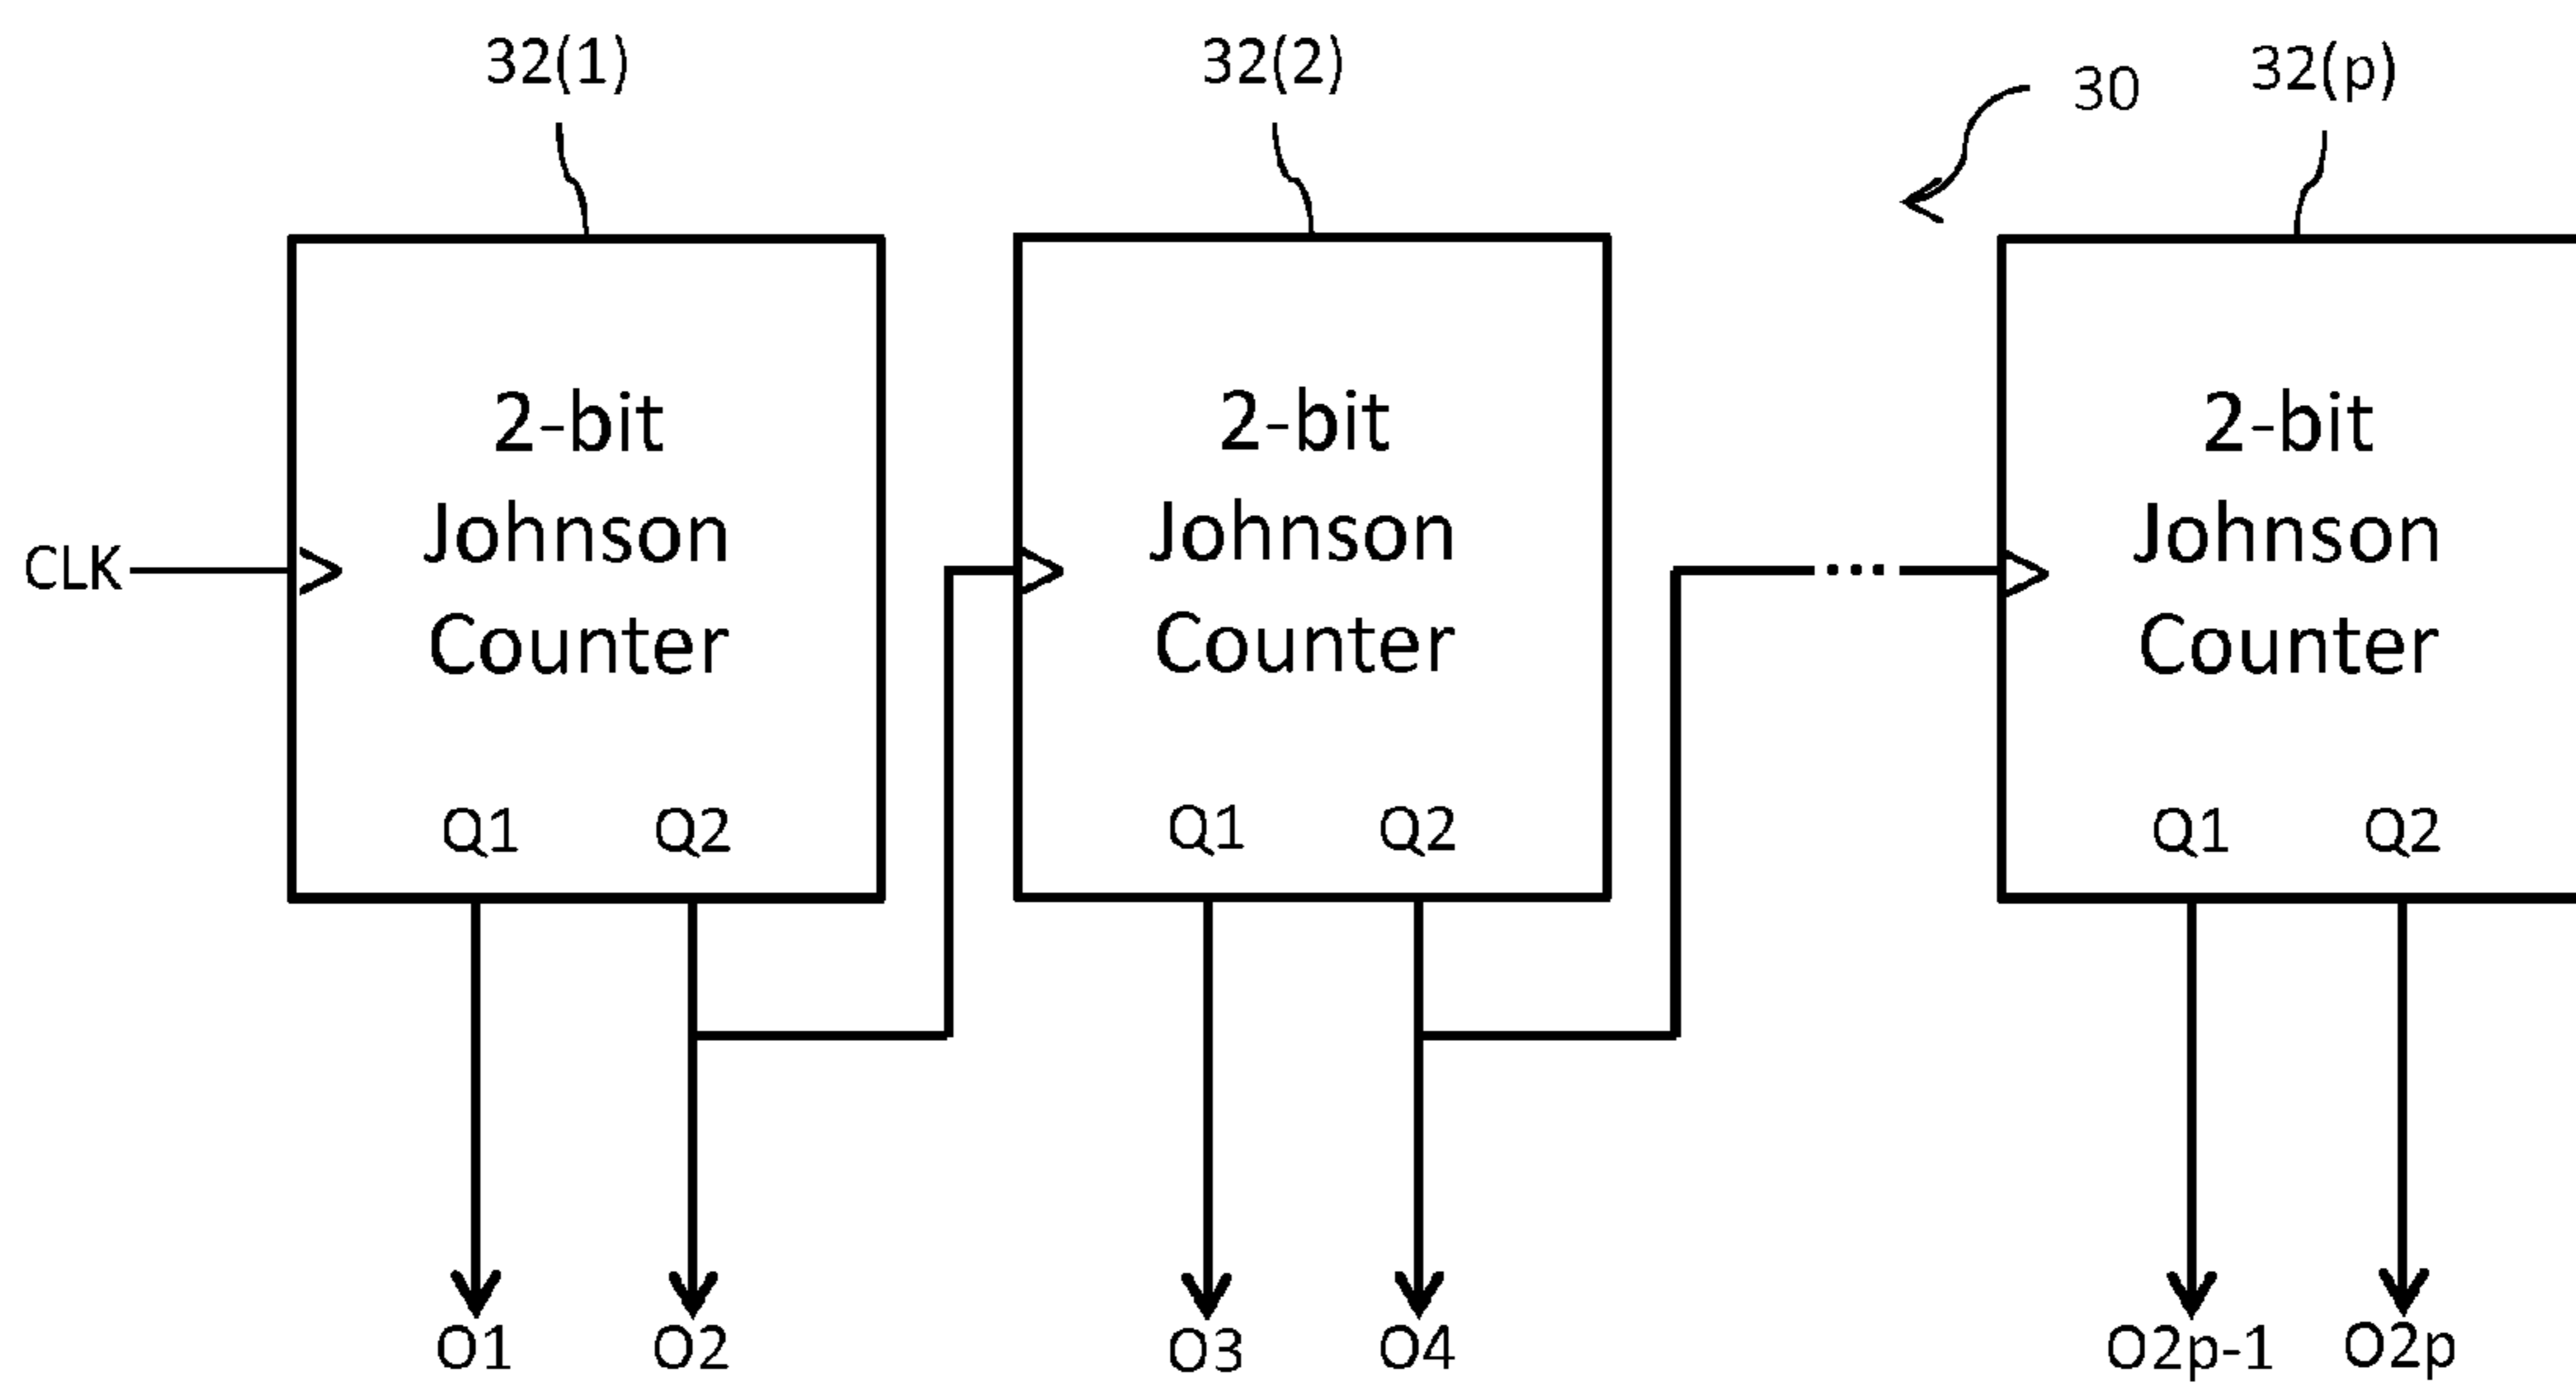 32(1)
32(2)
30
32(p)
2-bit
Johnson
Counter
2-bit
Johnson
Counter
2-bit
Johnson
Counter
CLK
...
Q1 Q2
Q1 Q2
Q1 Q2
O1
O2
O3
O4
O2p-1
O2p